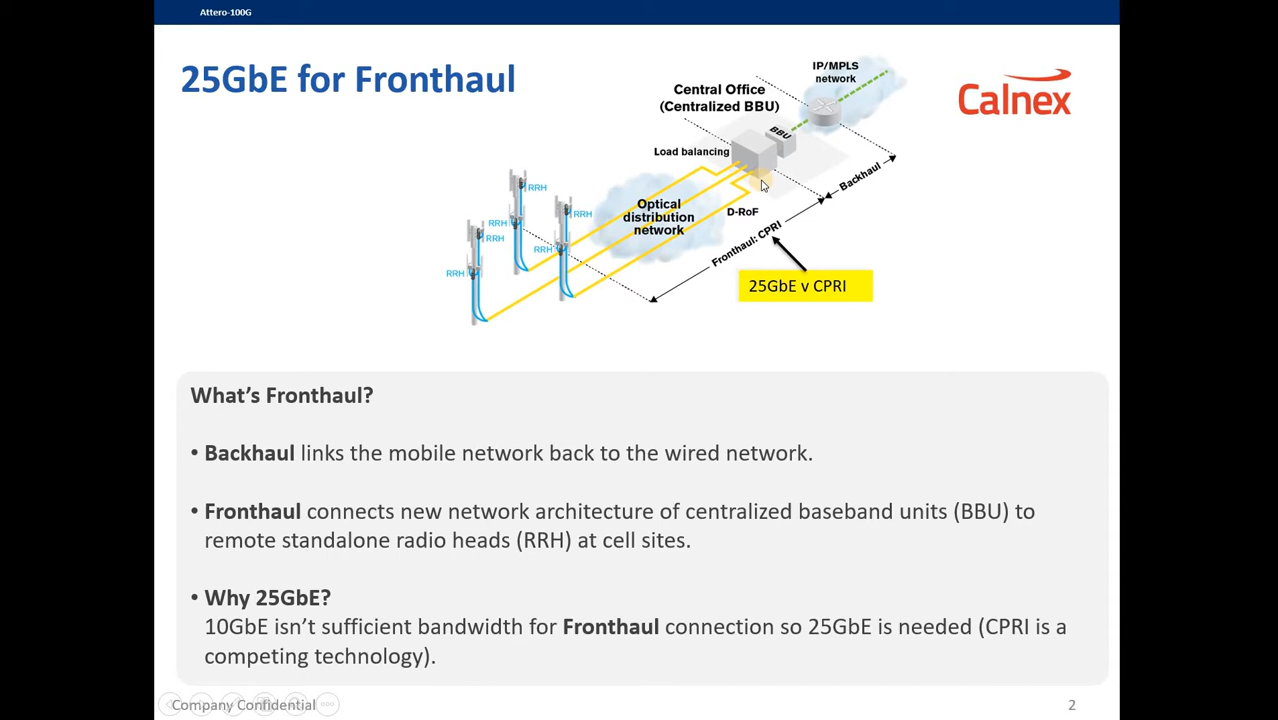 Attero-100G
25GbE for Fronthaul
Calnex
IP/MPLS
network
Central Office
(Centralized BBU)
BBU
Load balancing
Backhaul
RRH
RRH
RRH
RRH
RRH
RRH
Optical
distribution
network
D-RoF
Fronthaul: CPRI
25GbE v CPRI
What's Fronthaul?
• Backhaul links the mobile network back to the wired network.
• Fronthaul connects new network architecture of centralized baseband units (BBU) to
remote standalone radio heads (RRH) at cell sites.
• Why 25GbE?
10GbE isn't sufficient bandwidth for Fronthaul connection so 25GbE is needed (CPRI is a
competing technology).
Company Confidential
2